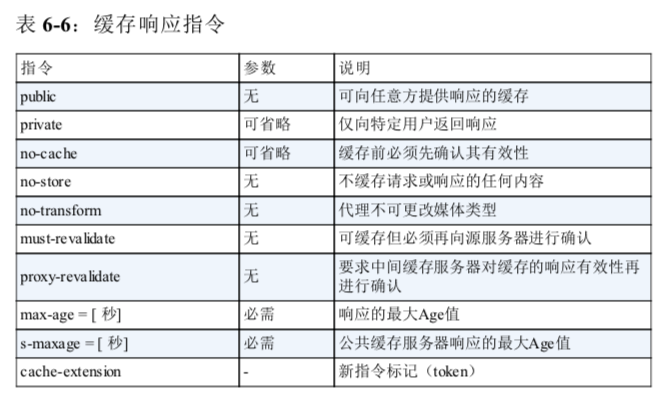 表 6-6：缓存响应指令
指令 参数 说明
public 无 可向任意方提供响应的缓存
private 可省略 仅向特定用户返回响应
no-cache 可省略 缓存前必须先确认其有效性
no-store 无 不缓存请求或响应的任何内容
no-transform 无 代理不可更改媒体类型
must-revalidate 无 可缓存但必须再向源服务器进行确认
proxy-revalidate 无 要求中间缓存服务器对缓存的响应有效性再
进行确认
max-age = [ 秒] 必需 响应的最大Age值
s-maxage = [ 秒] 必需 公共缓存服务器响应的最大Age值
cache-extension - 新指令标记（token）